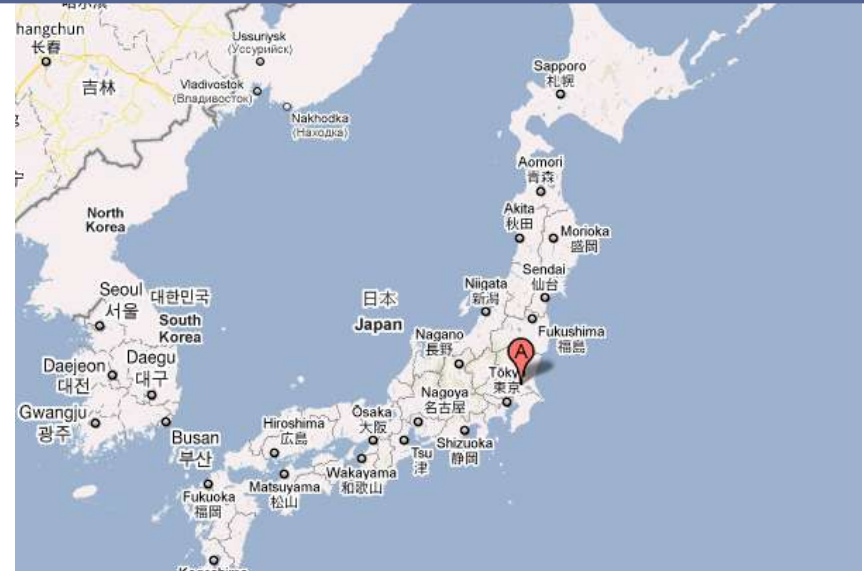 hangchun
长春
吉林
Ussuriysk
(Уссурийск)
Vladivostok
(Владивосток)
Nakhodka
(Находка)
Sapporo
札幌
Aomori
青森
Akita
秋田
Morioka
盛岡
North
Korea
Sendai
仙台
Niigata
新潟
Seoul
서울
대한민국
South
Korea
日本
Japan
Fukushima
福島
Nagano
長野
A
Tōky
東京
Daejeon
대전
Daegu
대구
Nagoya
名古屋
Gwangju
광주
Busan
부산
Hiroshima
広島
Ōsaka
大阪
Tsu
津
Shizuoka
静岡
Wakayama
和歌山
Matsuyama
松山
Fukuoka
福岡